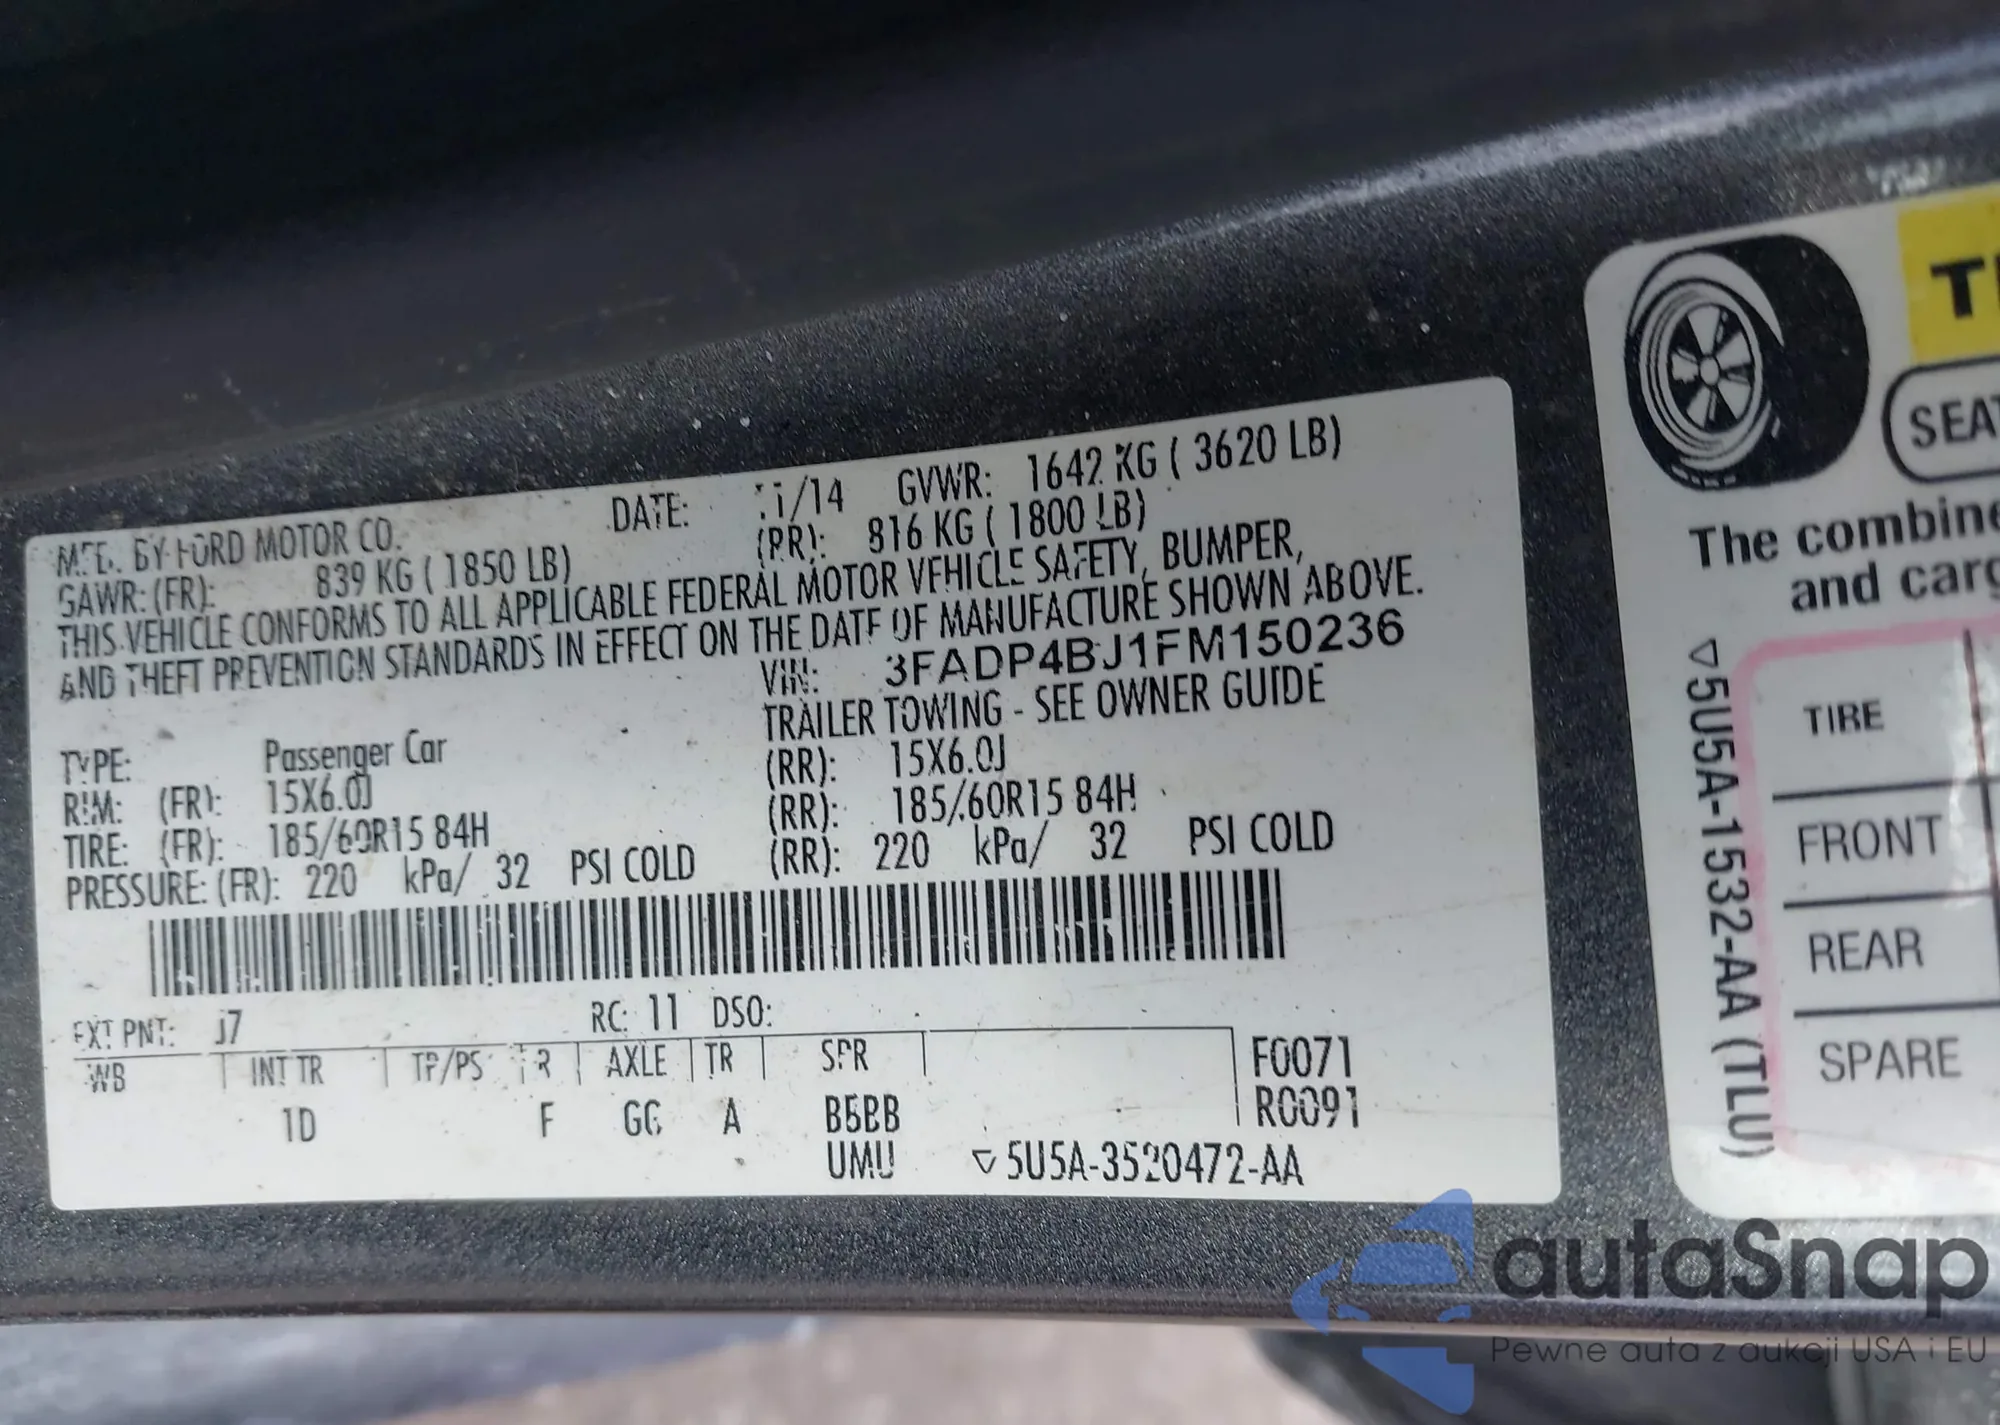 MFD. BY FORD MOTOR CO. DATE: 11/14 GVWR: 1642 KG ( 3620 LB)
GAWR: (FR): 839 KG ( 1850 LB) (RR): 816 KG ( 1800 LB)
THIS VEHICLE CONFORMS TO ALL APPLICABLE FEDERAL MOTOR VEHICLE SAFETY, BUMPER,
AND THEFT PREVENTION STANDARDS IN EFFECT ON THE DATE OF MANUFACTURE SHOWN ABOVE.
VIN: 3FADP4BJ1FM150236
TYPE: Passenger Car TRAILER TOWING - SEE OWNER GUIDE
RIM: (FR): 15X6.0J (RR): 15X6.0J
TIRE: (FR): 185/60R15 84H (RR): 185/60R15 84H
PRESSURE: (FR): 220 kPa/ 32 PSI COLD (RR): 220 kPa/ 32 PSI COLD
EXT PNT: J7 RC: 11 DSO:
WB INT TR TP/PS R AXLE TR SPR F0071
1D F GG A B5BB R0091
UMU ▽ 5U5A-3520472-AA
SEAT
The combine
and carg
▽ 5U5A-1532-AA (TLU)
TIRE
FRONT
REAR
SPARE
autaSnap
Pewne auta z aukcji USA i EU